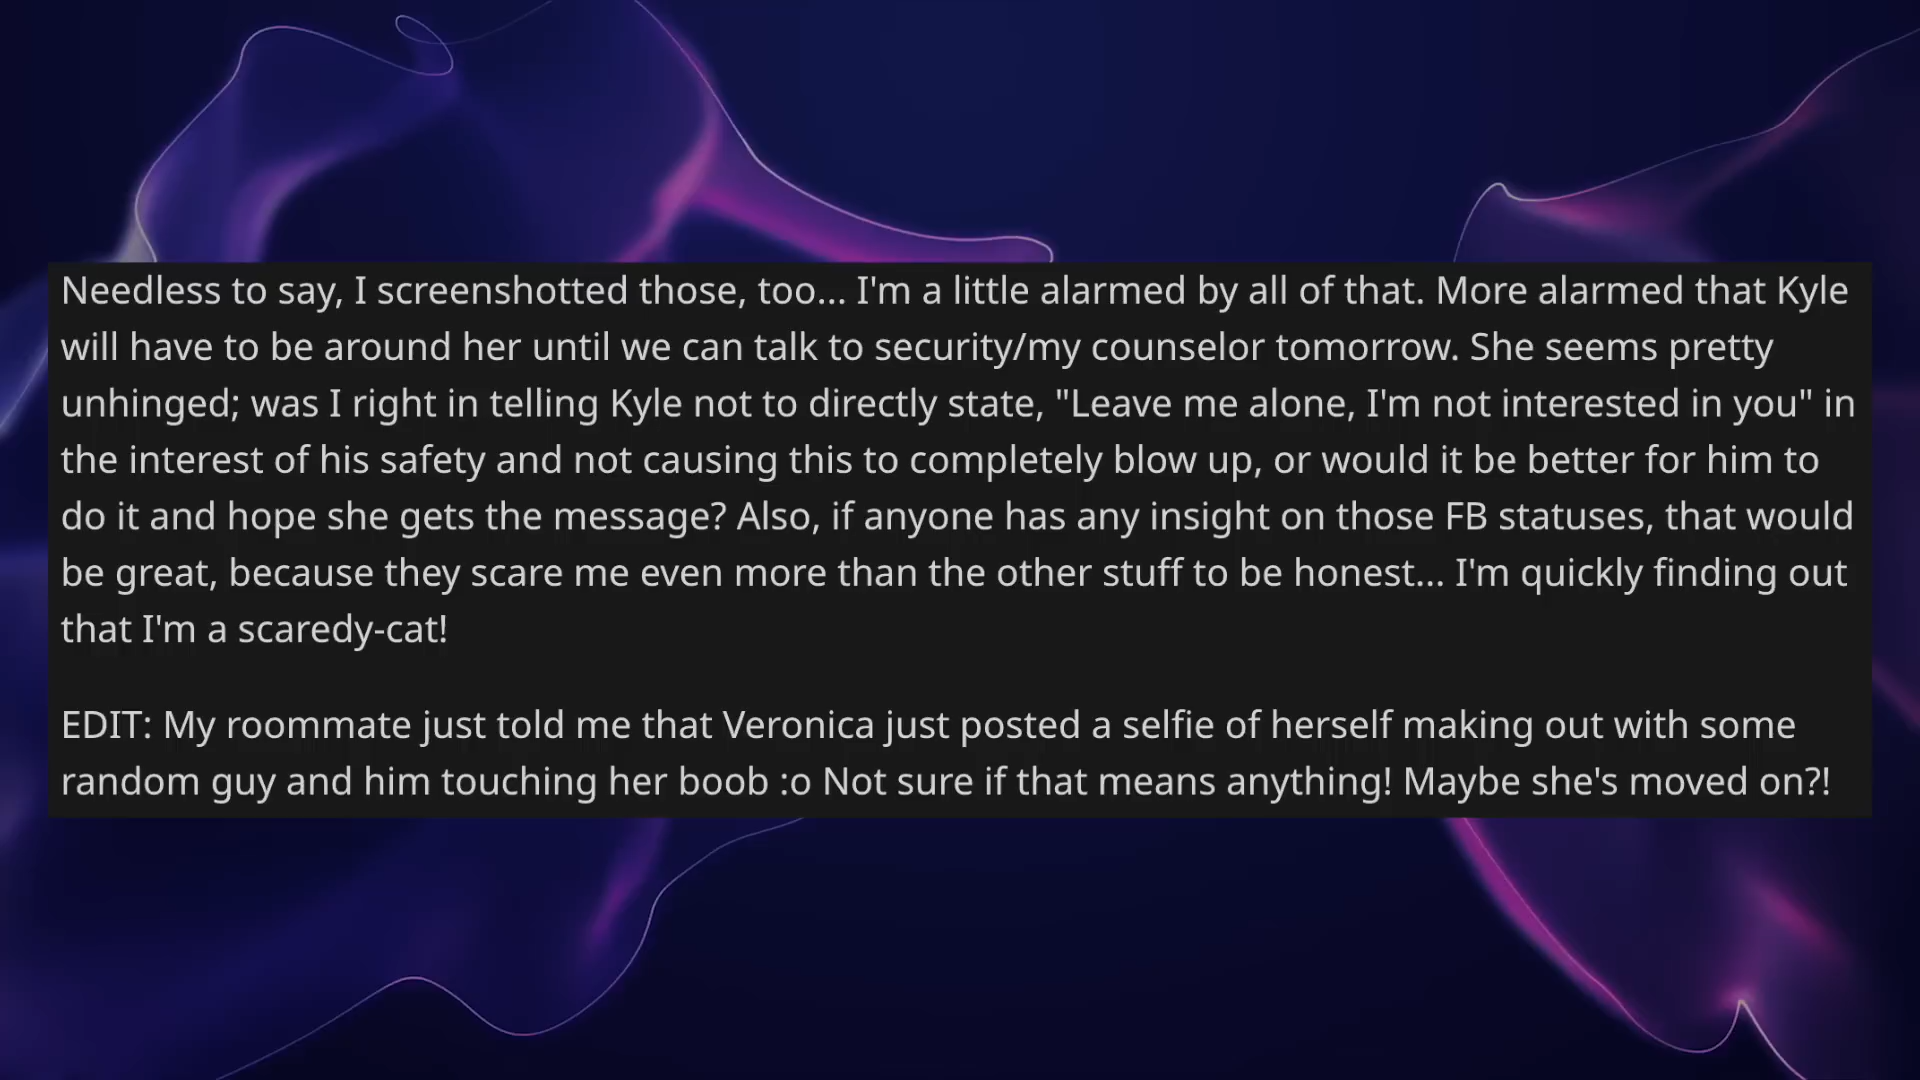 Needless to say, I screenshotted those, too... I'm a little alarmed by all of that. More alarmed that Kyle
will have to be around her until we can talk to security/my counselor tomorrow. She seems pretty
unhinged; was I right in telling Kyle not to directly state, "Leave me alone, I'm not interested in you" in
the interest of his safety and not causing this to completely blow up, or would it be better for him to
do it and hope she gets the message? Also, if anyone has any insight on those FB statuses, that would
be great, because they scare me even more than the other stuff to be honest... I'm quickly finding out
that I'm a scaredy-cat!
EDIT: My roommate just told me that Veronica just posted a selfie of herself making out with some
random guy and him touching her boob :o Not sure if that means anything! Maybe she's moved on?!